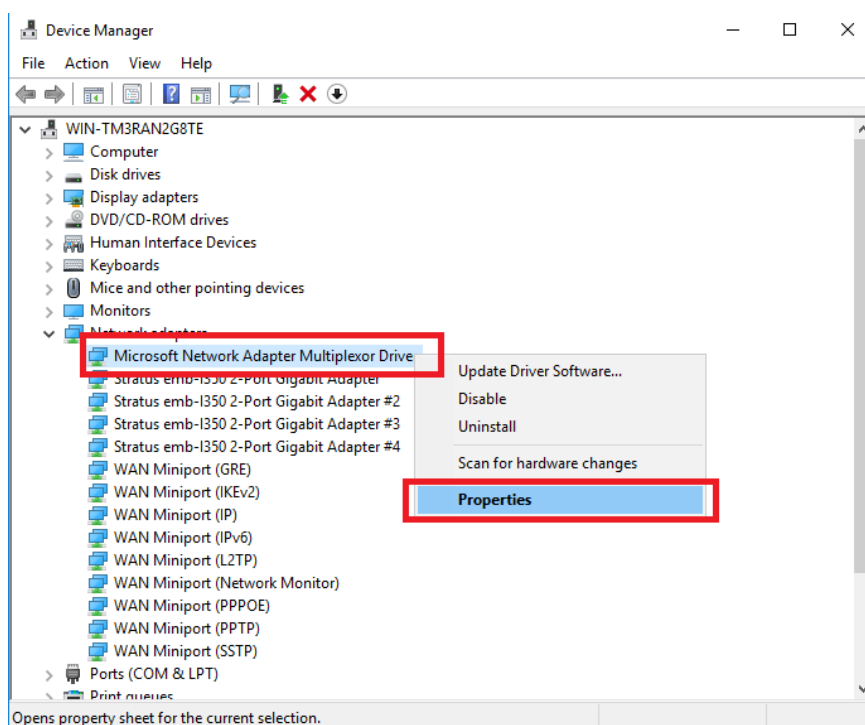 Device Manager
File Action View Help
WIN-TM3RAN2G8TE
Computer
Disk drives
Display adapters
DVD/CD-ROM drives
Human Interface Devices
Keyboards
Mice and other pointing devices
Monitors
Network adapters
Microsoft Network Adapter Multiplexor Drive
Stratus emb-I350 2-Port Gigabit Adapter
Stratus emb-I350 2-Port Gigabit Adapter #2
Stratus emb-I350 2-Port Gigabit Adapter #3
Stratus emb-I350 2-Port Gigabit Adapter #4
WAN Miniport (GRE)
WAN Miniport (IKEv2)
WAN Miniport (IP)
WAN Miniport (IPv6)
WAN Miniport (L2TP)
WAN Miniport (Network Monitor)
WAN Miniport (PPPOE)
WAN Miniport (PPTP)
WAN Miniport (SSTP)
Ports (COM & LPT)
Print queues
Update Driver Software...
Disable
Uninstall
Scan for hardware changes
Properties
Opens property sheet for the current selection.